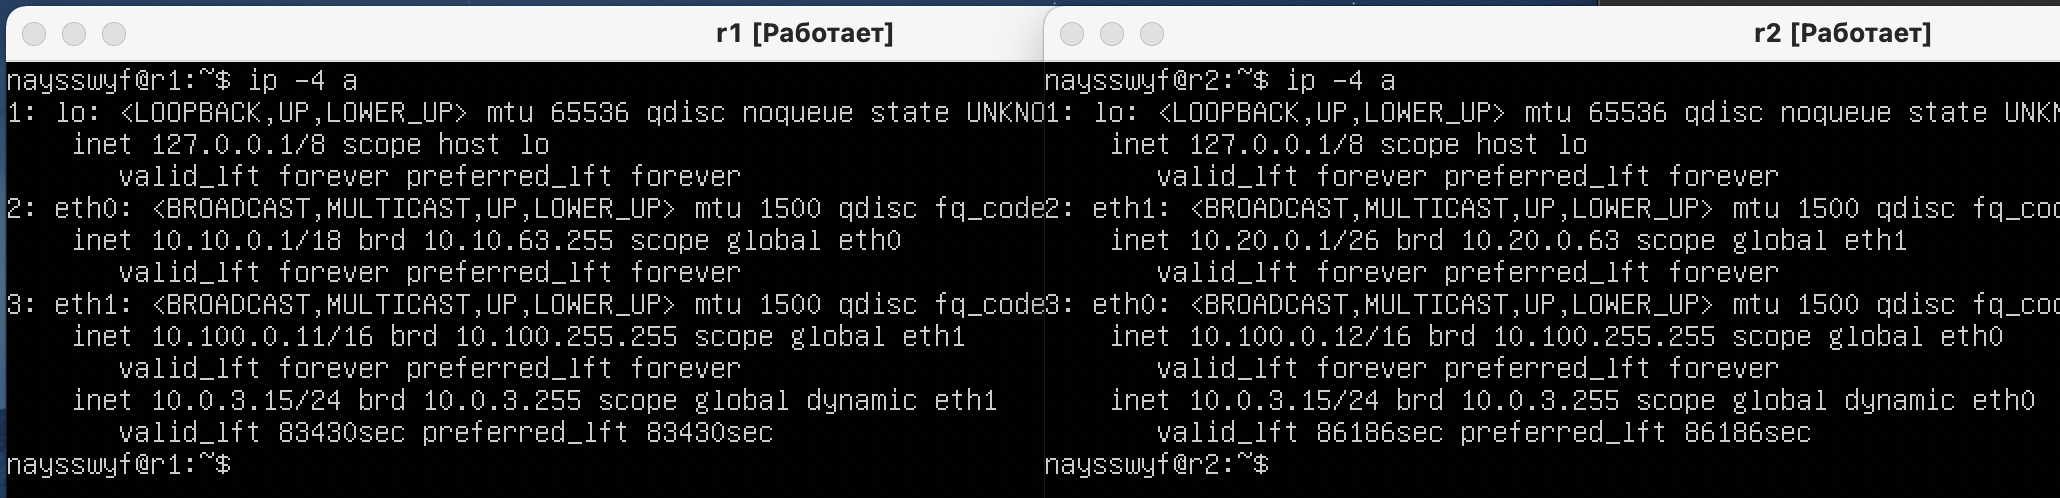 r1 [Работает]
naysswyf@r1:~$ ip -4 a
1: lo: <LOOPBACK,UP,LOWER_UP> mtu 65536 qdisc noqueue state UNKNO
inet 127.0.0.1/8 scope host lo
valid_lft forever preferred_lft forever
2: eth0: <BROADCAST,MULTICAST,UP,LOWER_UP> mtu 1500 qdisc fq_code
inet 10.10.0.1/18 brd 10.10.63.255 scope global eth0
valid_lft forever preferred_lft forever
3: eth1: <BROADCAST,MULTICAST,UP,LOWER_UP> mtu 1500 qdisc fq_code
inet 10.100.0.11/16 brd 10.100.255.255 scope global eth1
valid_lft forever preferred_lft forever
inet 10.0.3.15/24 brd 10.0.3.255 scope global dynamic eth1
valid_lft 83430sec preferred_lft 83430sec
naysswyf@r1:~$
r2 [Работает]
naysswyf@r2:~$ ip -4 a
1: lo: <LOOPBACK,UP,LOWER_UP> mtu 65536 qdisc noqueue state UNKN
inet 127.0.0.1/8 scope host lo
valid_lft forever preferred_lft forever
2: eth1: <BROADCAST,MULTICAST,UP,LOWER_UP> mtu 1500 qdisc fq_cod
inet 10.20.0.1/26 brd 10.20.0.63 scope global eth1
valid_lft forever preferred_lft forever
3: eth0: <BROADCAST,MULTICAST,UP,LOWER_UP> mtu 1500 qdisc fq_cod
inet 10.100.0.12/16 brd 10.100.255.255 scope global eth0
valid_lft forever preferred_lft forever
inet 10.0.3.15/24 brd 10.0.3.255 scope global dynamic eth0
valid_lft 86186sec preferred_lft 86186sec
naysswyf@r2:~$